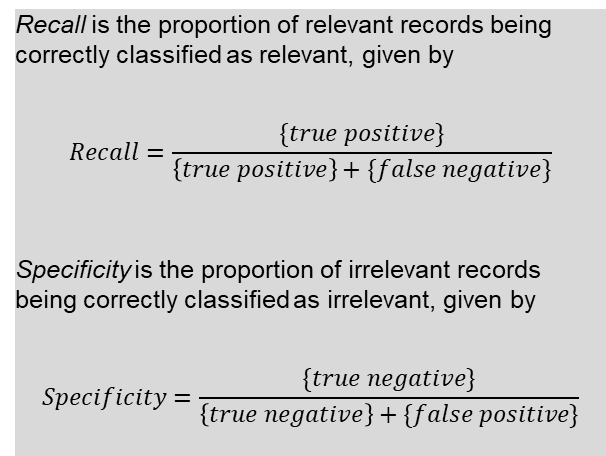 Recall is the proportion of relevant records being
correctly classified as relevant, given by
Recall = {true positive} / {true positive} + {false negative}
Specificity is the proportion of irrelevant records
being correctly classified as irrelevant, given by
Specificity = {true negative} / {true negative} + {false positive}